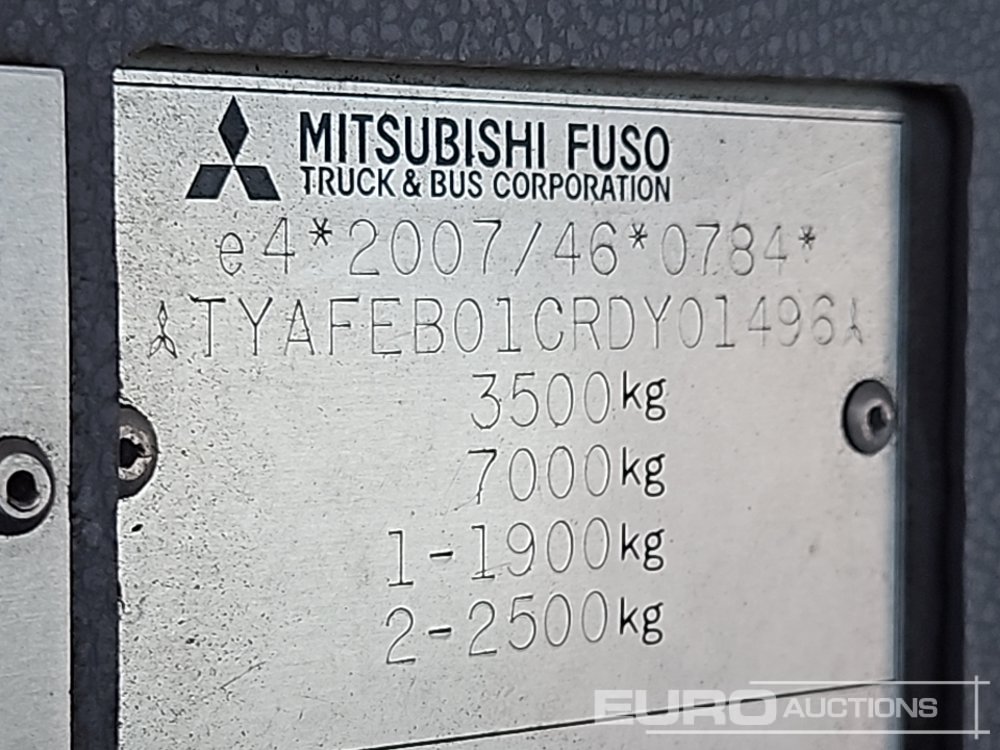 MITSUBISHI FUSO
TRUCK & BUS CORPORATION
e4*2007/46*0784*
TYAFEB01CRDY01496
3500kg
7000kg
1-1900kg
2-2500kg
EURO AUCTIONS